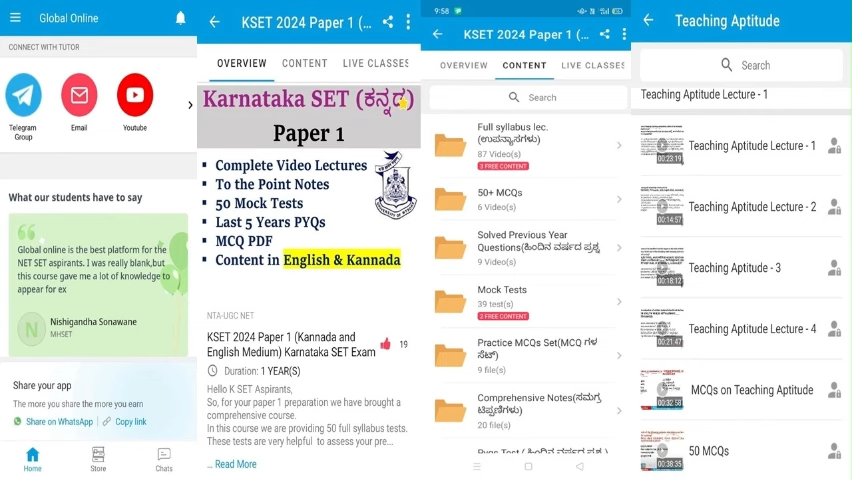 Global Online
CONNECT WITH TUTOR
Telegram
Group
Email
Youtube
What our students have to say
Global online is the best platform for the
NET SET aspirants. I was really blank,but
this course gave me a lot of knowledge to
appear for ex
N
Nishigandha Sonawane
MHSET
Share your app
The more you share the more you earn
Share on WhatsApp
Copy link
Home
Store
Chats
KSET 2024 Paper 1 (...
OVERVIEW
CONTENT
LIVE CLASSES
Karnataka SET (ಕನ್ನಡ)
Paper 1
Complete Video Lectures
To the Point Notes
50 Mock Tests
Last 5 Years PYQs
MCQ PDF
Content in English & Kannada
NTA-UGC NET
KSET 2024 Paper 1 (Kannada and
English Medium) Karnataka SET Exam
19
Duration: 1 YEAR(S)
Hello K SET Aspirants,
So, for your paper 1 preparation we have brought a
comprehensive course.
In this course we are providing 50 full syllabus tests.
These tests are very helpful to assess your pre...
... Read More
9:58
KSET 2024 Paper 1 (...
OVERVIEW
CONTENT
LIVE CLASSES
Search
Full syllabus lec.
(ಉಪನ್ಯಾಸಗಳು)
87 Video(s)
3 FREE CONTENT
50+ MCQs
6 Video(s)
Solved Previous Year
Questions(ಹಿಂದಿನ ವರ್ಷದ ಪ್ರಶ್ನ
9 Video(s)
Mock Tests
39 test(s)
2 FREE CONTENT
Practice MCQs Set(MCQ ಗಳ
ಸೆಟ್)
9 file(s)
Comprehensive Notes(ಸಮಗ್ರ
ಟಿಪ್ಪಣಿಗಳು)
20 file(s)
Pyqs Test ( ಹಿಂದಿನ ವರ್ಷದ ಪ್ರಶ್ನ
Teaching Aptitude
Search
Teaching Aptitude Lecture - 1
Teaching Aptitude Lecture - 1
00:23:19
Teaching Aptitude Lecture - 2
00:14:57
Teaching Aptitude - 3
00:18:12
Teaching Aptitude Lecture - 4
00:21:47
MCQs on Teaching Aptitude
00:32:58
50 MCQs
00:38:35